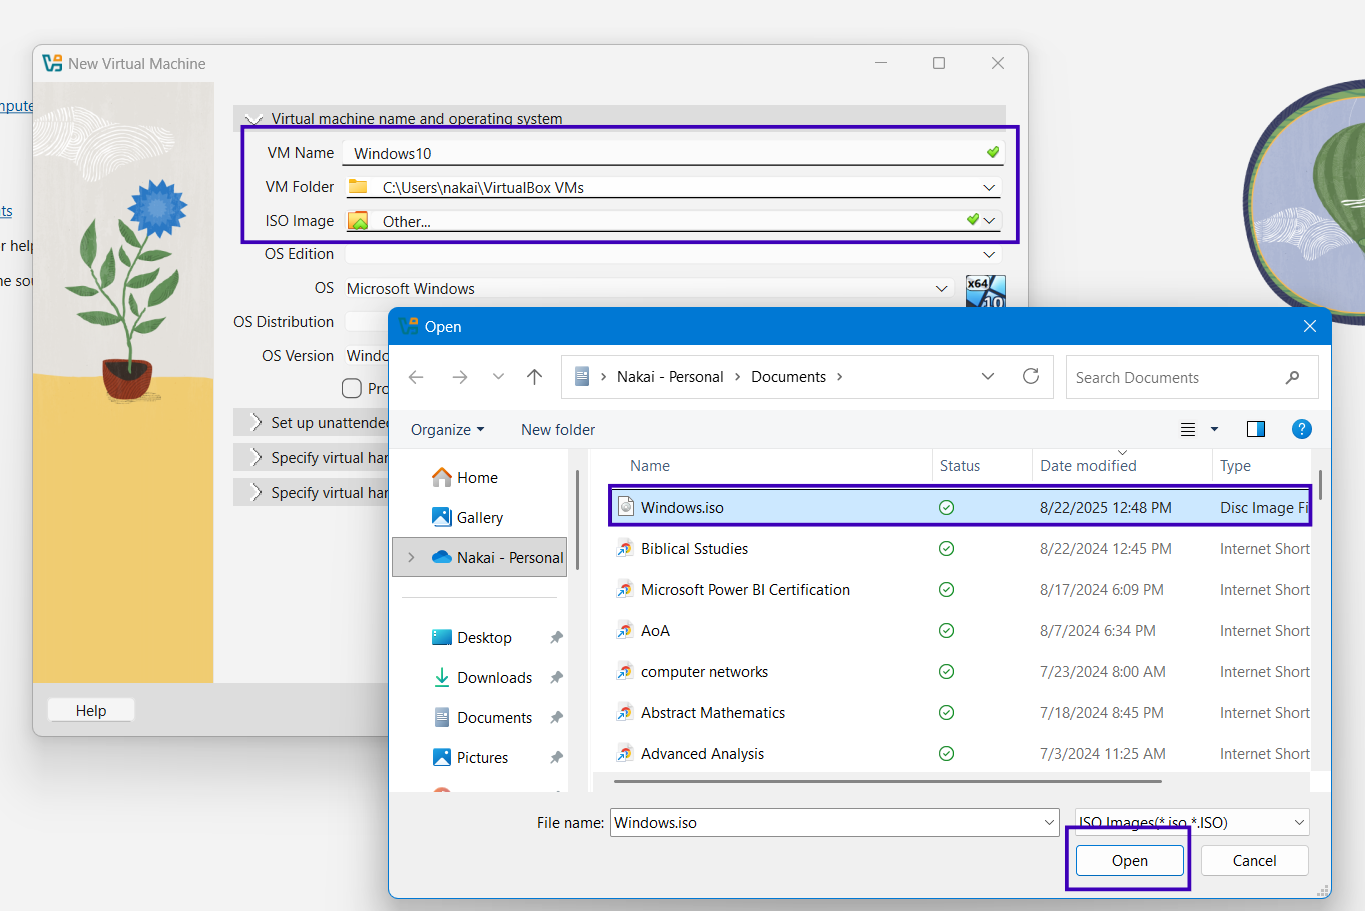 New Virtual Machine
mpute
ts
r help
ne sou
Virtual machine name and operating system
VM Name Windows10
VM Folder C:\Users\nakai\VirtualBox VMs
ISO Image Other...
OS Edition
OS Microsoft Windows
x64
10
OS Distribution
OS Version Windo
Pro
Set up unattended
Specify virtual har
Specify virtual har
Help
Open
Nakai - Personal Documents
Search Documents
Organize New folder
?
Home
Gallery
Nakai - Personal
Desktop
Downloads
Documents
Pictures
Name Status Date modified Type
Windows.iso 8/22/2025 12:48 PM Disc Image Fi
Biblical Sstudies 8/22/2024 12:45 PM Internet Short
Microsoft Power BI Certification 8/17/2024 6:09 PM Internet Short
AoA 8/7/2024 6:34 PM Internet Short
computer networks 7/23/2024 8:00 AM Internet Short
Abstract Mathematics 7/18/2024 8:45 PM Internet Short
Advanced Analysis 7/3/2024 11:25 AM Internet Short
File name: Windows.iso ISO Images(*.iso *.ISO)
Open Cancel